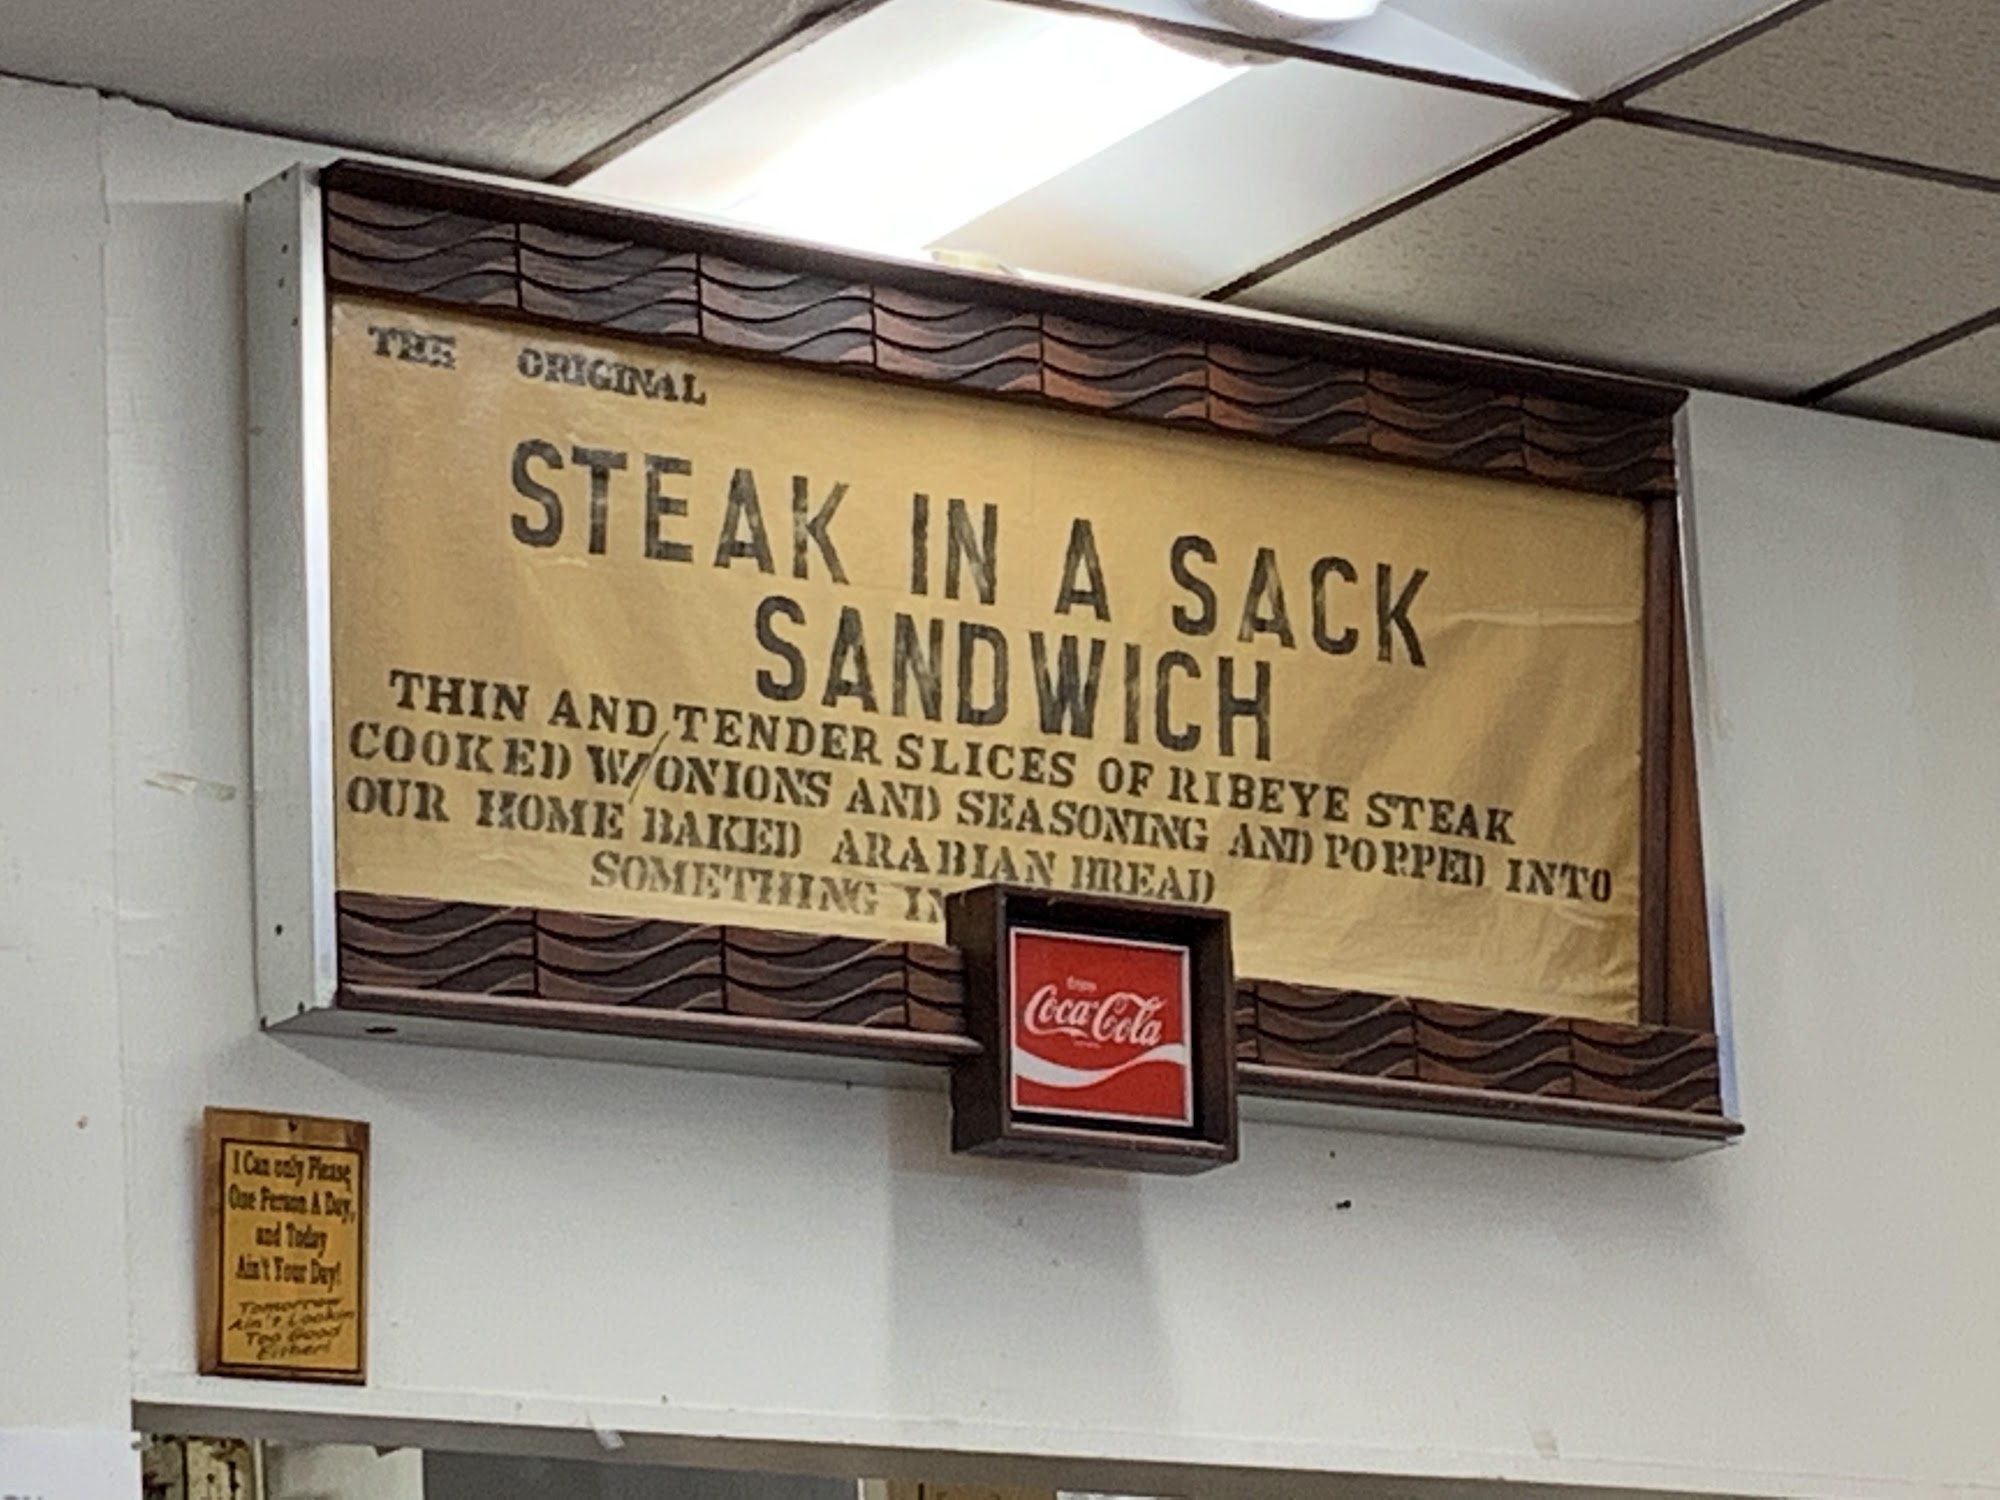 THE ORIGINAL
STEAK IN A SACK
SANDWICH
THIN AND TENDER SLICES OF RIBEYE STEAK
COOKED W/ONIONS AND SEASONING AND POPPED INTO
OUR HOME BAKED ARABIAN BREAD
SOMETHING IN
Enjoy
Coca-Cola
I Can only Please
One Person A Day,
and Today
Ain't Your Day!
Tomorrow
Ain't Lookin
Too Good
Either!